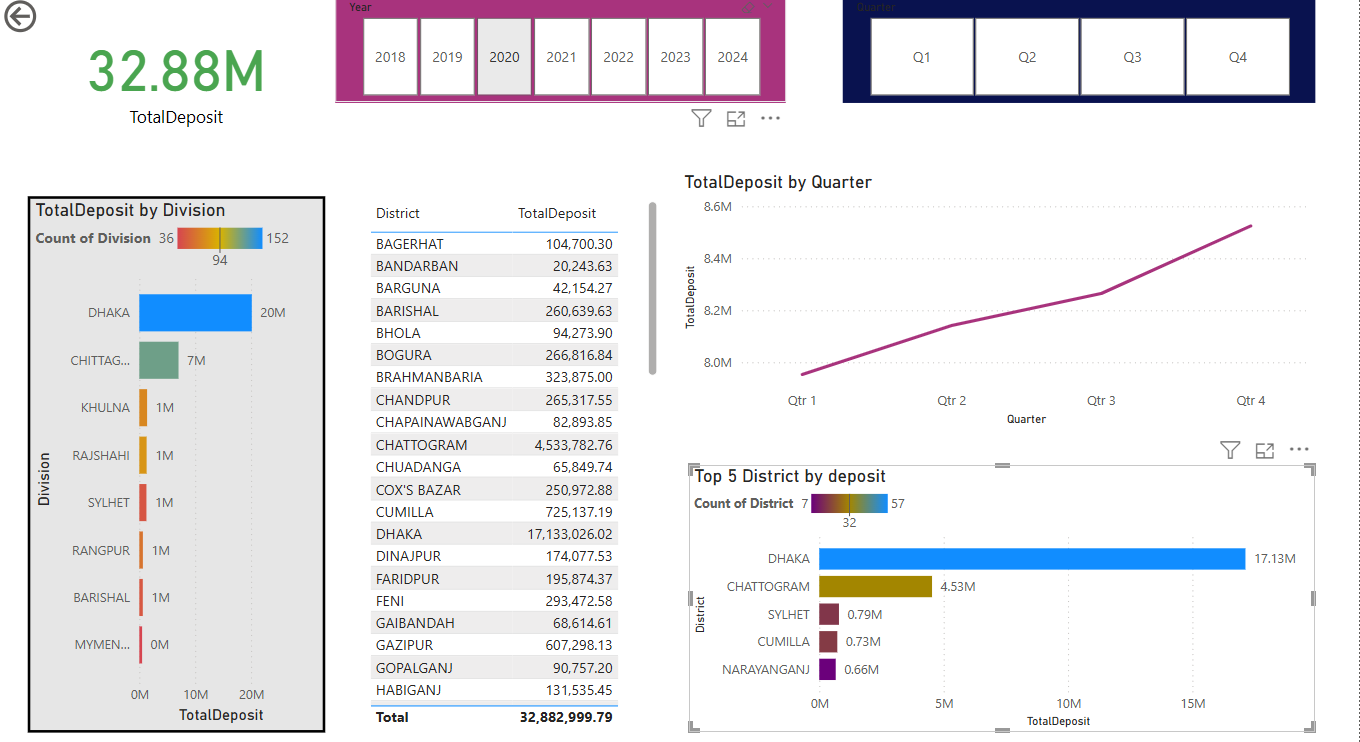 Year
2018 2019 2020 2021 2022 2023 2024
Quarter
Q1 Q2 Q3 Q4
32.88M
TotalDeposit
TotalDeposit by Division
Count of Division 36 152
94
DHAKA 20M
CHITTAG... 7M
KHULNA 1M
RAJSHAHI 1M
SYLHET 1M
RANGPUR 1M
BARISHAL 1M
MYMEN... 0M
Division
0M 10M 20M
TotalDeposit
District TotalDeposit
BAGERHAT 104,700.30
BANDARBAN 20,243.63
BARGUNA 42,154.27
BARISHAL 260,639.63
BHOLA 94,273.90
BOGURA 266,816.84
BRAHMANBARIA 323,875.00
CHANDPUR 265,317.55
CHAPAINAWABGANJ 82,893.85
CHATTOGRAM 4,533,782.76
CHUADANGA 65,849.74
COX'S BAZAR 250,972.88
CUMILLA 725,137.19
DHAKA 17,133,026.02
DINAJPUR 174,077.53
FARIDPUR 195,874.37
FENI 293,472.58
GAIBANDAH 68,614.61
GAZIPUR 607,298.13
GOPALGANJ 90,757.20
HABIGANJ 131,535.45
Total 32,882,999.79
TotalDeposit by Quarter
8.6M
8.4M
8.2M
8.0M
TotalDeposit
Qtr 1 Qtr 2 Qtr 3 Qtr 4
Quarter
Top 5 District by deposit
Count of District 7 57
32
DHAKA 17.13M
CHATTOGRAM 4.53M
SYLHET 0.79M
CUMILLA 0.73M
NARAYANGANJ 0.66M
District
0M 5M 10M 15M
TotalDeposit